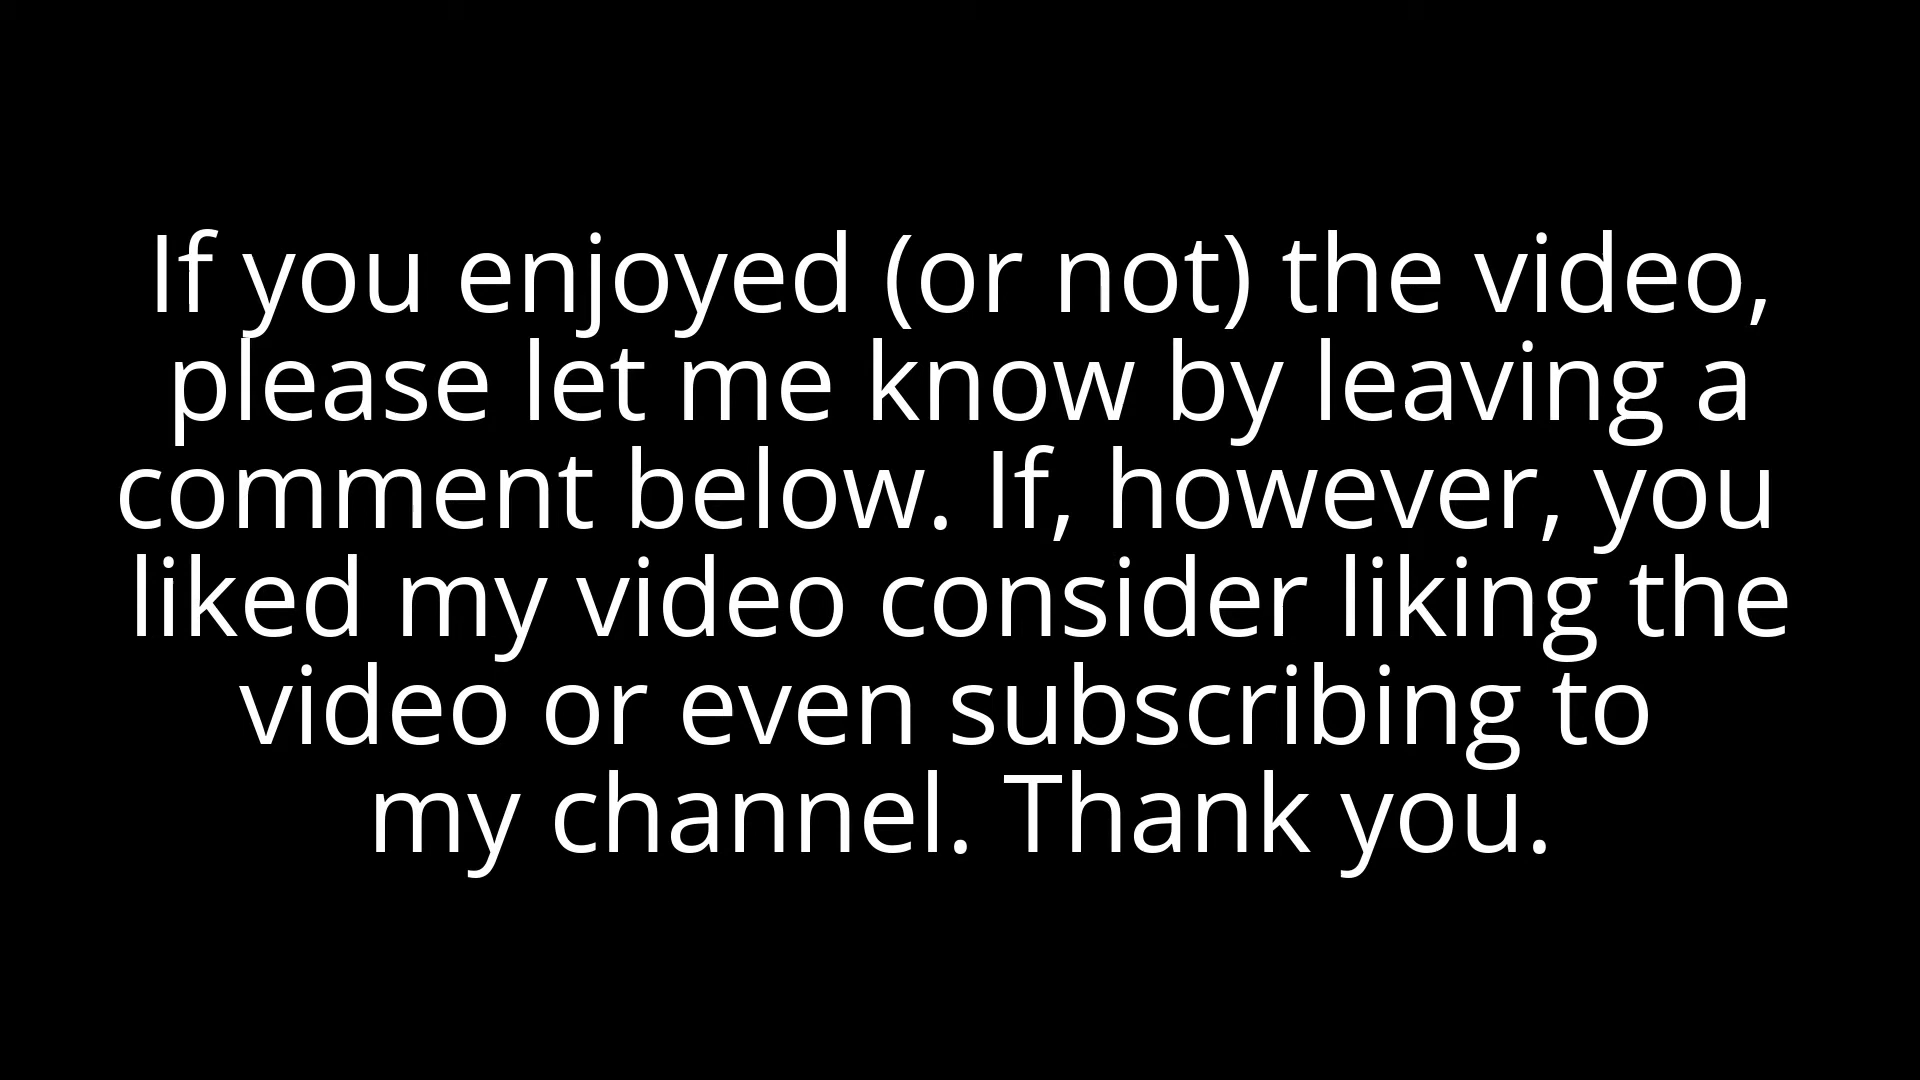 If you enjoyed (or not) the video,
please let me know by leaving a
comment below. If, however, you
liked my video consider liking the
video or even subscribing to
my channel. Thank you.